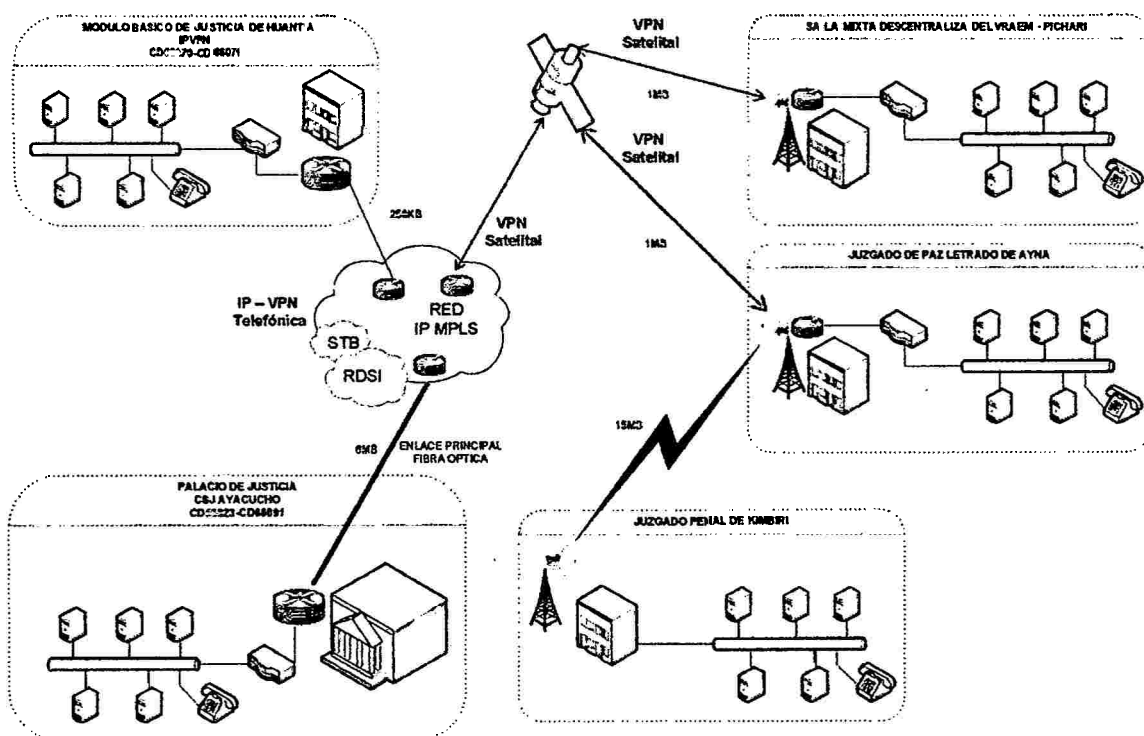 MODULO BASICO DE JUSTICIA DE HUANTA
IPVPN
VPN
Satelital
SALA MIXTA DESCENTRALIZA DEL VRAEM - PICHARI
1MB
VPN
Satelital
256KB
VPN
Satelital
1MB
JUZGADO DE PAZ LETRADO DE AYNA
IP – VPN
Telefónica
RED
IP MPLS
STB
RDSI
15MB
6MB
ENLACE PRINCIPAL
FIBRA OPTICA
PALACIO DE JUSTICIA
CSJ AYACUCHO
JUZGADO PENAL DE KIMBIRI